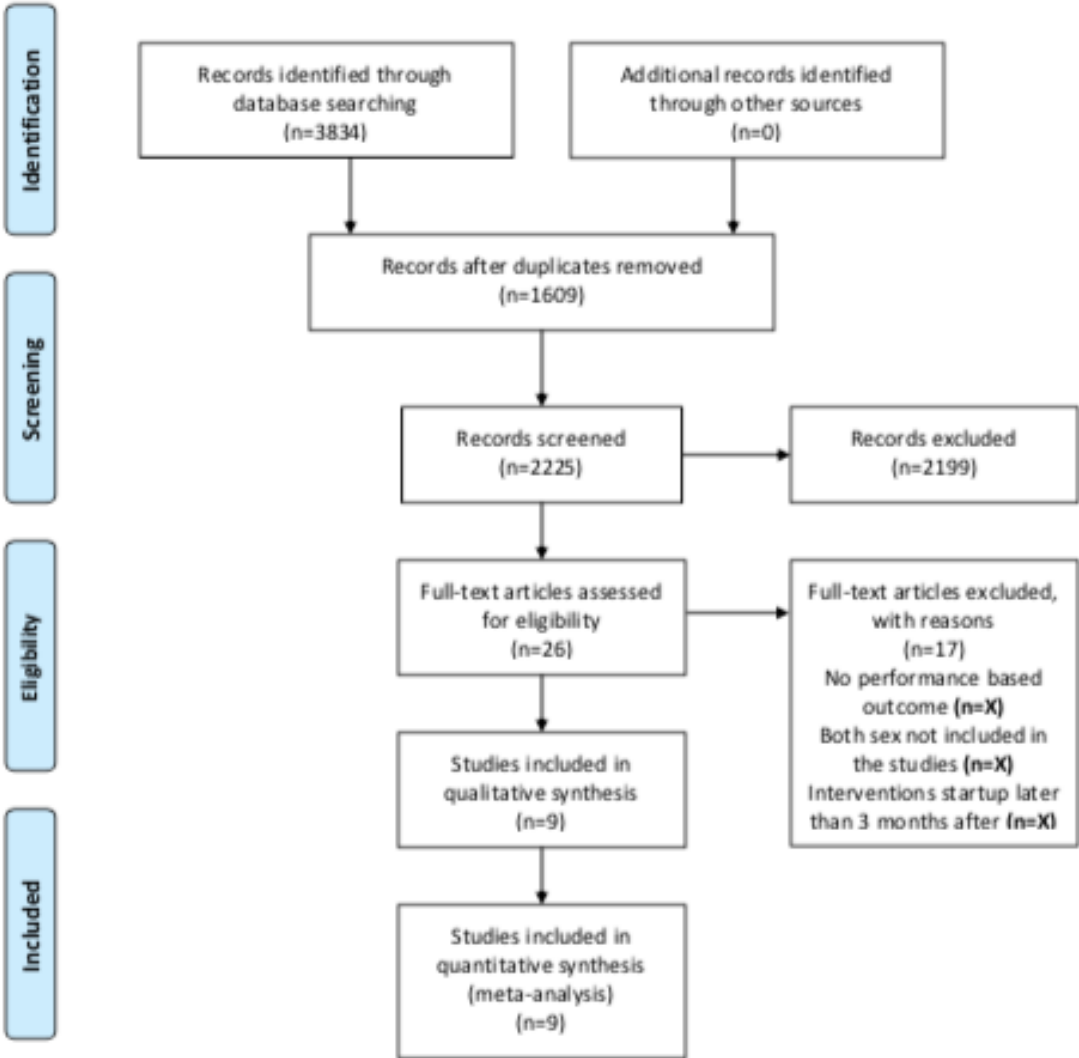 Identification
Records identified through
database searching
(n=3834)
Additional records identified
through other sources
(n=0)
Records after duplicates removed
(n=1609)
Screening
Records screened
(n=2225)
Records excluded
(n=2199)
Eligibility
Full-text articles assessed
for eligibility
(n=26)
Full-text articles excluded,
with reasons
(n=17)
No performance based
outcome (n=X)
Both sex not included in
the studies (n=X)
Interventions startup later
than 3 months after (n=X)
Studies included in
qualitative synthesis
(n=9)
Included
Studies included in
quantitative synthesis
(meta-analysis)
(n=9)